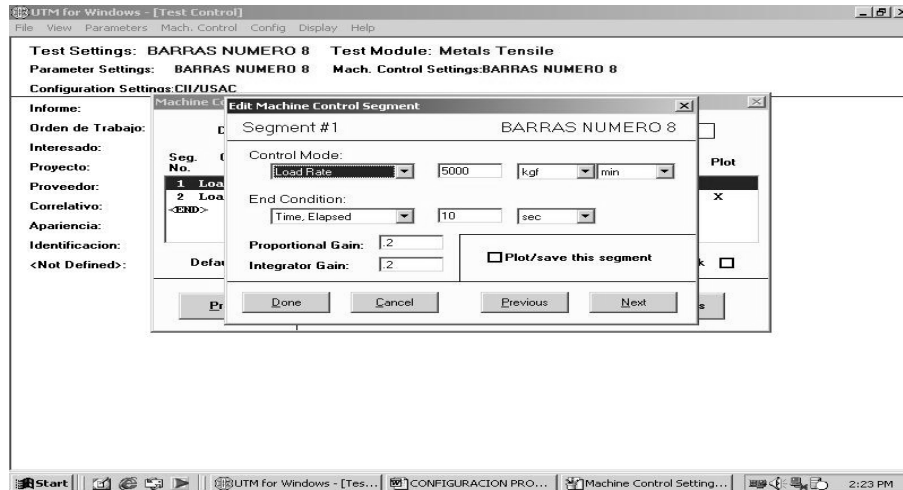 UTM for Windows - [Test Control]
File View Parameters Mach. Control Config Display Help
Test Settings: BARRAS NUMERO 8 Test Module: Metals Tensile
Parameter Settings: BARRAS NUMERO 8 Mach. Control Settings:BARRAS NUMERO 8
Configuration Settings:CII/USAC
Informe:
Orden de Trabajo:
Interesado:
Proyecto:
Proveedor:
Correlativo:
Apariencia:
Identificacion:
<Not Defined>:
Machine Co
Seg. No.
Plot
1 Loa
2 Loa X
<END>
Defau
Pr
Edit Machine Control Segment
Segment #1 BARRAS NUMERO 8
Control Mode:
Load Rate 5000 kgf min
End Condition:
Time, Elapsed 10 sec
Proportional Gain: .2
Integrator Gain: .2
Plot/save this segment
Done Cancel Previous Next
Start UTM for Windows - [Tes... CONFIGURACION PRO... Machine Control Setting... 2:23 PM